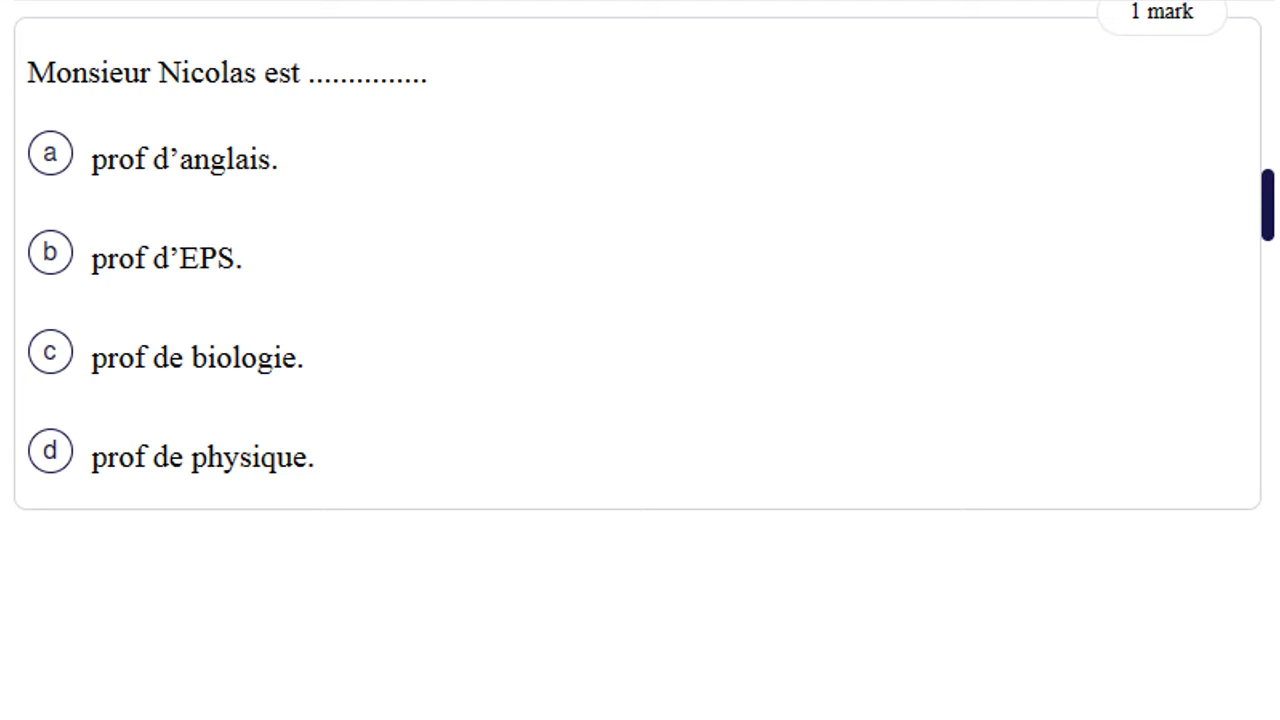 1 mark
Monsieur Nicolas est ...............
a prof d’anglais.
b prof d’EPS.
c prof de biologie.
d prof de physique.